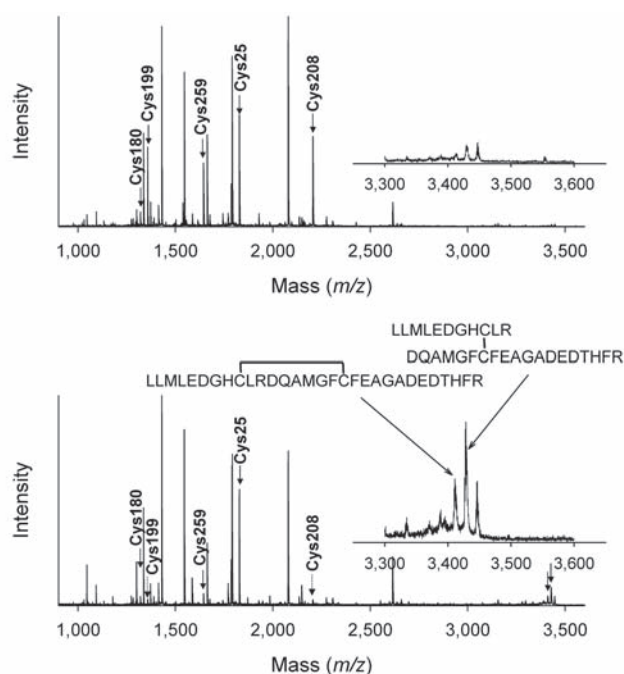 Intensity
Cys180
Cys199
Cys259
Cys25
Cys208
3,300 3,400 3,500 3,600
1,000 1,500 2,000 2,500 3,000 3,500
Mass (m/z)
LLMLEDGHCLR
DQAMGFCFEAGADEDTHFR
LLMLEDGHCLRDQAMGFCFEAGADEDTHFR
Intensity
Cys180
Cys199
Cys259
Cys25
Cys208
3,300 3,400 3,500 3,600
1,000 1,500 2,000 2,500 3,000 3,500
Mass (m/z)